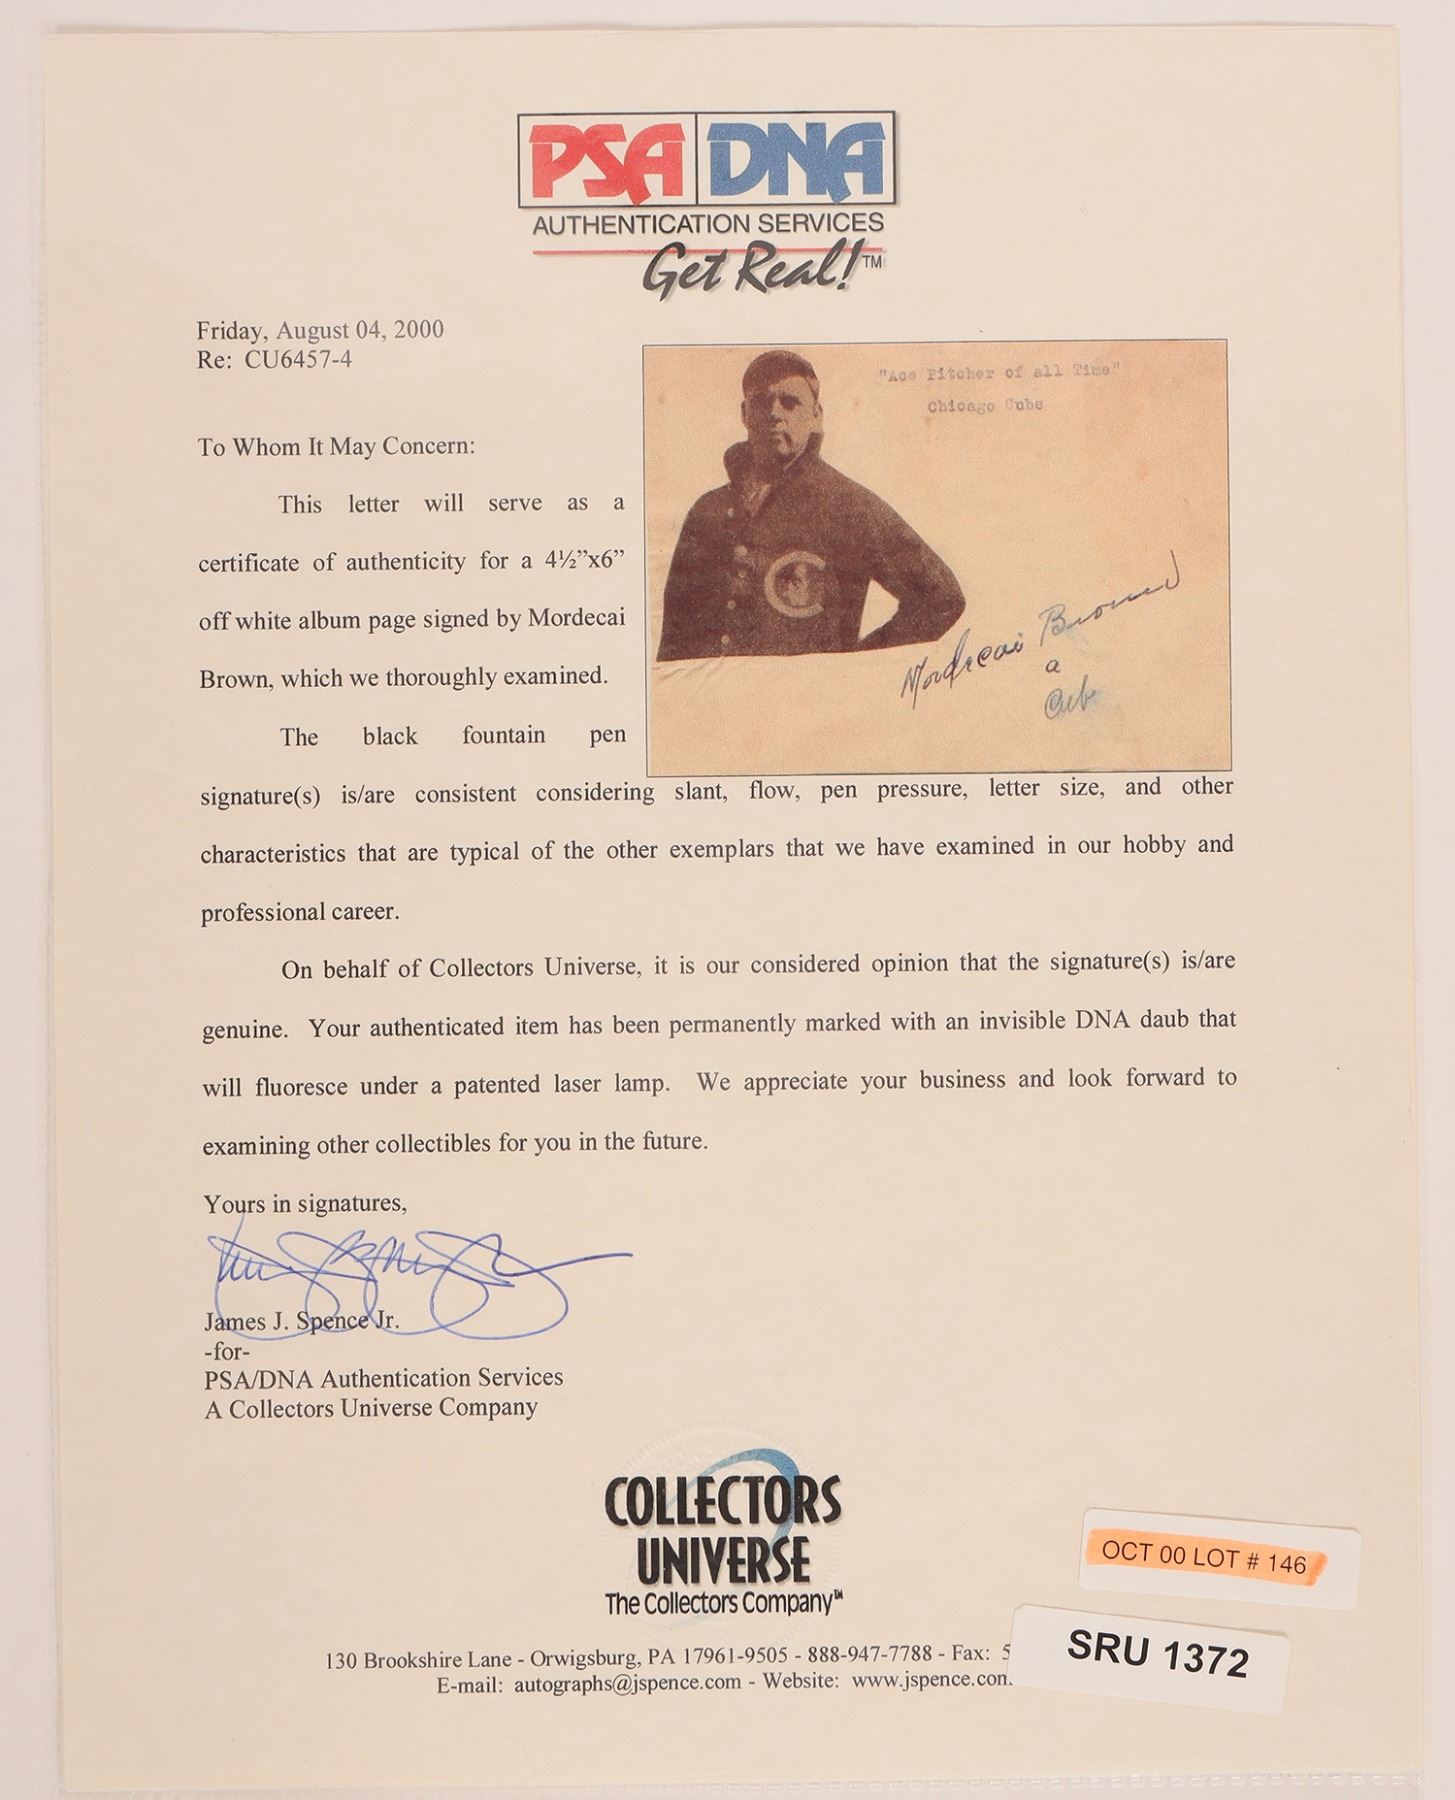 PSA DNA
AUTHENTICATION SERVICES
Get Real!™
Friday, August 04, 2000
Re: CU6457-4
"Ace Pitcher of all Time"
Chicago Cubs
Mordecai Brown
a
Cub
To Whom It May Concern:
This letter will serve as a
certificate of authenticity for a 4½”x6”
off white album page signed by Mordecai
Brown, which we thoroughly examined.
The black fountain pen
signature(s) is/are consistent considering slant, flow, pen pressure, letter size, and other
characteristics that are typical of the other exemplars that we have examined in our hobby and
professional career.
On behalf of Collectors Universe, it is our considered opinion that the signature(s) is/are
genuine. Your authenticated item has been permanently marked with an invisible DNA daub that
will fluoresce under a patented laser lamp. We appreciate your business and look forward to
examining other collectibles for you in the future.
Yours in signatures,
James J. Spence Jr.
-for-
PSA/DNA Authentication Services
A Collectors Universe Company
COLLECTORS
UNIVERSE
The Collectors Company™
OCT 00 LOT # 146
SRU 1372
130 Brookshire Lane - Orwigsburg, PA 17961-9505 - 888-947-7788 - Fax: 5
E-mail: autographs@jspence.com - Website: www.jspence.com